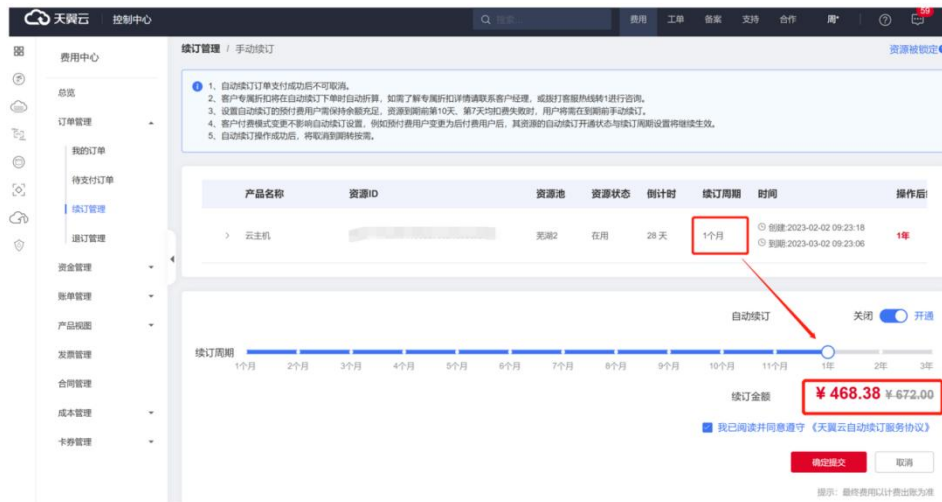 天翼云 控制中心 搜索... 费用 工单 备案 支持 合作 周* 59
费用中心
总览
订单管理
我的订单
待支付订单
续订管理
退订管理
资金管理
账单管理
产品视图
发票管理
合同管理
成本管理
卡券管理
续订管理 / 手动续订 资源被锁定
1、自动续订订单支付成功后不可取消。
2、客户专属折扣将在自动续订下单时自动折算，如需了解专属折扣详情请联系客户经理，或拨打客服热线转1进行咨询。
3、设置自动续订的预付费用户需保持余额充足，资源到期前第10天，第7天均扣费失败时，用户将需在到期前手动续订。
4、客户付费模式变更不影响自动续订设置，例如预付费用户变更为后付费用户后，其资源的自动续订开通状态与续订周期设置将继续生效。
5、自动续订操作成功后，将取消到期转按需。
产品名称 资源ID 资源池 资源状态 倒计时 续订周期 时间 操作后
云主机 芜湖2 在用 28 天 1个月 创建:2023-02-02 09:23:18 1年
到期:2023-03-02 09:23:06
自动续订 关闭 开通
续订周期
1个月 2个月 3个月 4个月 5个月 6个月 7个月 8个月 9个月 10个月 11个月 1年 2年 3年
续订金额 ¥ 468.38 ¥ 672.00
我已阅读并同意遵守 《天翼云自动续订服务协议》
确定提交 取消
提示：最终费用以计费出账为准